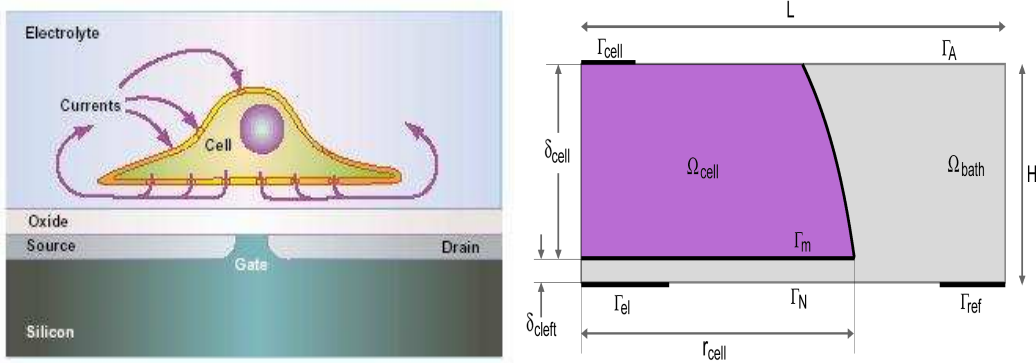 Electrolyte
Currents
Cell
Oxide
Source
Drain
Gate
Silicon
L
Γcell
ΓA
δcell
Ωcell
Ωbath
H
Γm
Γel
ΓN
Γref
δcleft
rcell